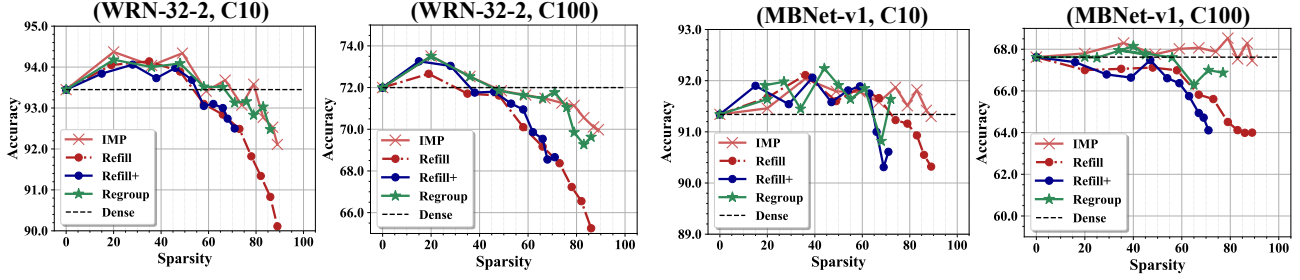 (WRN-32-2, C10)
95.0
94.0
93.0
92.0
91.0
90.0
Accuracy
IMP
Refill
Refill+
Regroup
Dense
0 20 40 60 80 100
Sparsity
(WRN-32-2, C100)
74.0
72.0
70.0
68.0
66.0
Accuracy
IMP
Refill
Refill+
Regroup
Dense
0 20 40 60 80 100
Sparsity
(MBNet-v1, C10)
93.0
92.0
91.0
90.0
89.0
Accuracy
IMP
Refill
Refill+
Regroup
Dense
0 20 40 60 80 100
Sparsity
(MBNet-v1, C100)
68.0
66.0
64.0
62.0
60.0
Accuracy
IMP
Refill
Refill+
Regroup
Dense
0 20 40 60 80 100
Sparsity